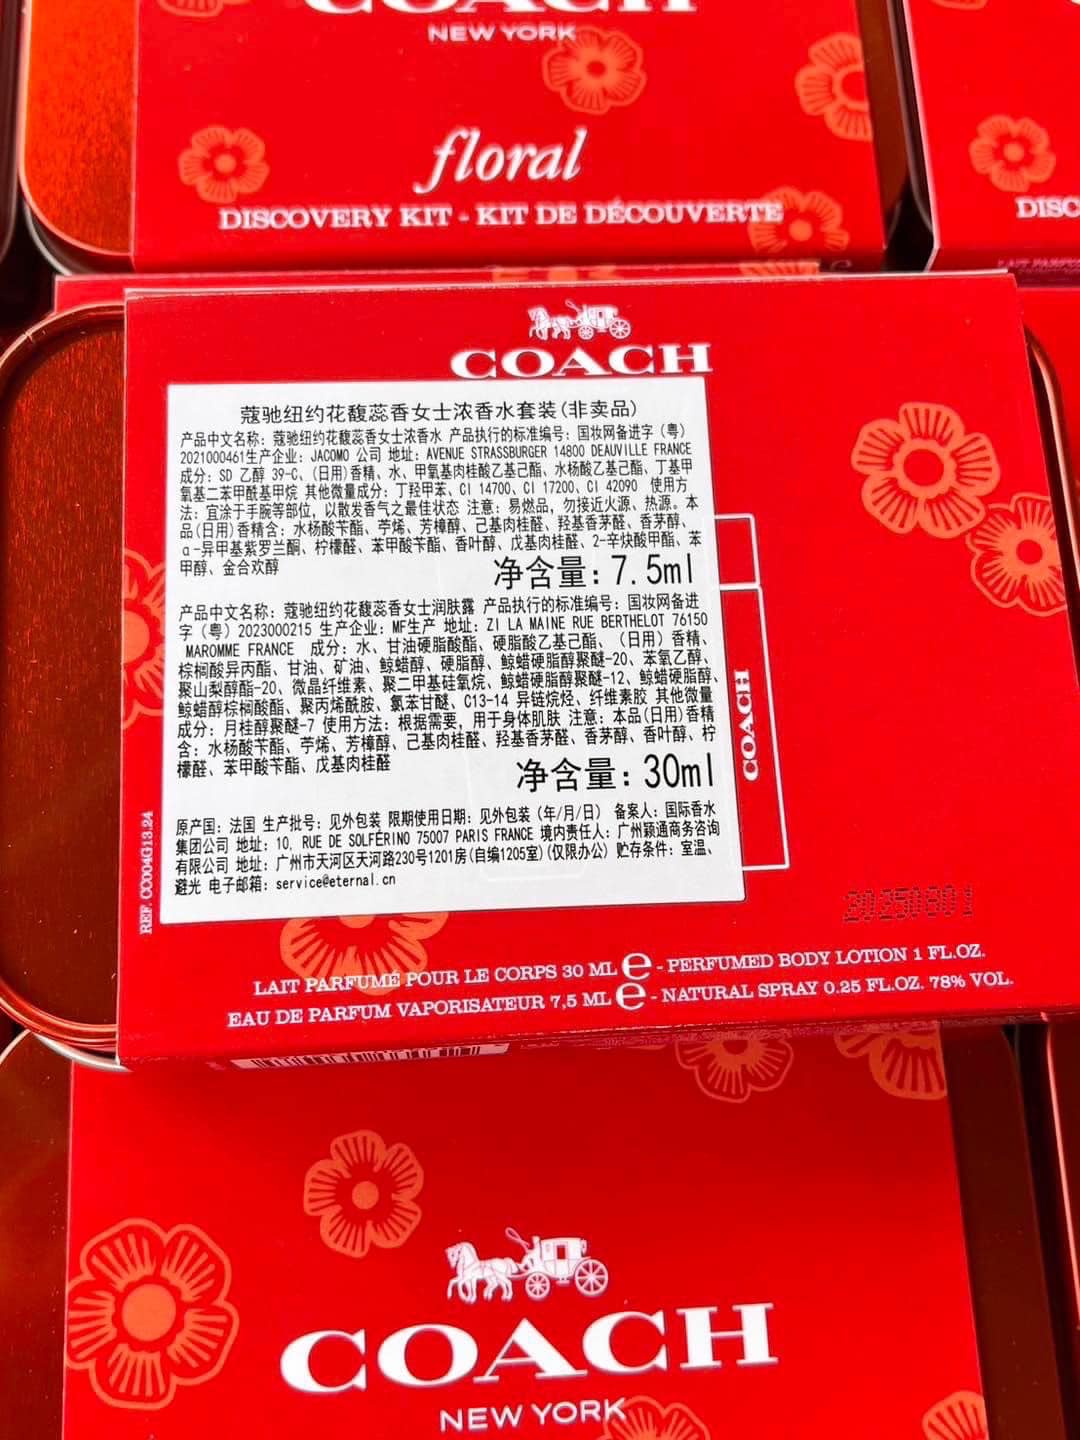 COACH
NEW YORK
floral
DISCOVERY KIT - KIT DE DÉCOUVERTE
DISC
COACH
蔻驰纽约花馥蕊香女士浓香水套装(非卖品)
产品中文名称：蔻驰纽约花馥蕊香女士浓香水 产品执行的标准编号：国妆网备进字（粤）
2021000461生产企业：JACOMO 公司 地址：AVENUE STRASSBURGER 14800 DEAUVILLE FRANCE
成分：SD 乙醇 39-C、(日用)香精、水、甲氧基肉桂酸乙基己酯、水杨酸乙基己酯、丁基甲
氧基二苯甲酰基甲烷 其他微量成分：丁羟甲苯、CI 14700、CI 17200、CI 42090 使用方
法：宜涂于手腕等部位，以散发香气之最佳状态 注意：易燃品，勿接近火源、热源。本
品(日用)香精含：水杨酸苄酯、苧烯、芳樟醇、己基肉桂醛、羟基香茅醛、香茅醇、
α-异甲基紫罗兰酮、柠檬醛、苯甲酸苄酯、香叶醇、戊基肉桂醛、2-辛炔酸甲酯、苯
甲醇、金合欢醇
净含量：7.5ml
产品中文名称：蔻驰纽约花馥蕊香女士润肤露 产品执行的标准编号：国妆网备进
字（粤）2023000215 生产企业：MF生产 地址：ZI LA MAINE RUE BERTHELOT 76150
MAROMME FRANCE 成分：水、甘油硬脂酸酯、硬脂酸乙基己酯、（日用）香精、
棕榈酸异丙酯、甘油、矿油、鲸蜡醇、硬脂醇、鲸蜡硬脂醇聚醚-20、苯氧乙醇、
聚山梨醇酯-20、微晶纤维素、聚二甲基硅氧烷、鲸蜡硬脂醇聚醚-12、鲸蜡硬脂醇、
鲸蜡醇棕榈酸酯、聚丙烯酰胺、氯苯甘醚、C13-14 异链烷烃、纤维素胶 其他微量
成分：月桂醇聚醚-7 使用方法：根据需要，用于身体肌肤 注意：本品(日用)香精
含：水杨酸苄酯、苧烯、芳樟醇、己基肉桂醛、羟基香茅醛、香茅醇、香叶醇、柠
檬醛、苯甲酸苄酯、戊基肉桂醛
净含量：30ml
原产国：法国 生产批号：见外包装 限期使用日期：见外包装（年/月/日） 备案人：国际香水
集团公司 地址：10, RUE DE SOLFÉRINO 75007 PARIS FRANCE 境内责任人：广州颖通商务咨询
有限公司 地址：广州市天河区天河路230号1201房(自编1205室)(仅限办公) 贮存条件：室温、
避光 电子邮箱：service@eternal.cn
COACH
REF. CC004G13.24
20250801
LAIT PARFUMÉ POUR LE CORPS 30 ML e - PERFUMED BODY LOTION 1 FL.OZ.
EAU DE PARFUM VAPORISATEUR 7,5 ML e - NATURAL SPRAY 0.25 FL.OZ. 78% VOL.
COACH
NEW YORK